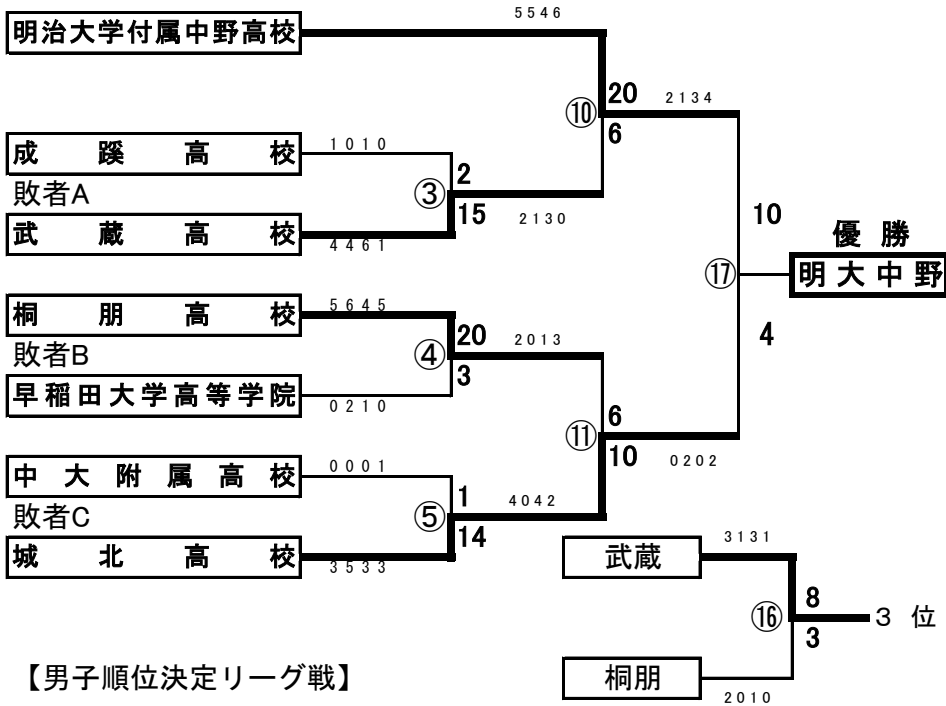 5546
明治大学付属中野高校
20
2134
⑩
6
成蹊高校
1010
2
敗者A
③
15
2130
武蔵高校
4461
10
優勝
⑰
明大中野
桐朋高校
5645
20
2013
敗者B
④
3
4
早稲田大学高等学院
0210
6
⑪
10
0202
中大附属高校
0001
1
4042
敗者C
⑤
14
城北高校
3533
武蔵
3131
8
⑯
3位
3
【男子順位決定リーグ戦】
桐朋
2010